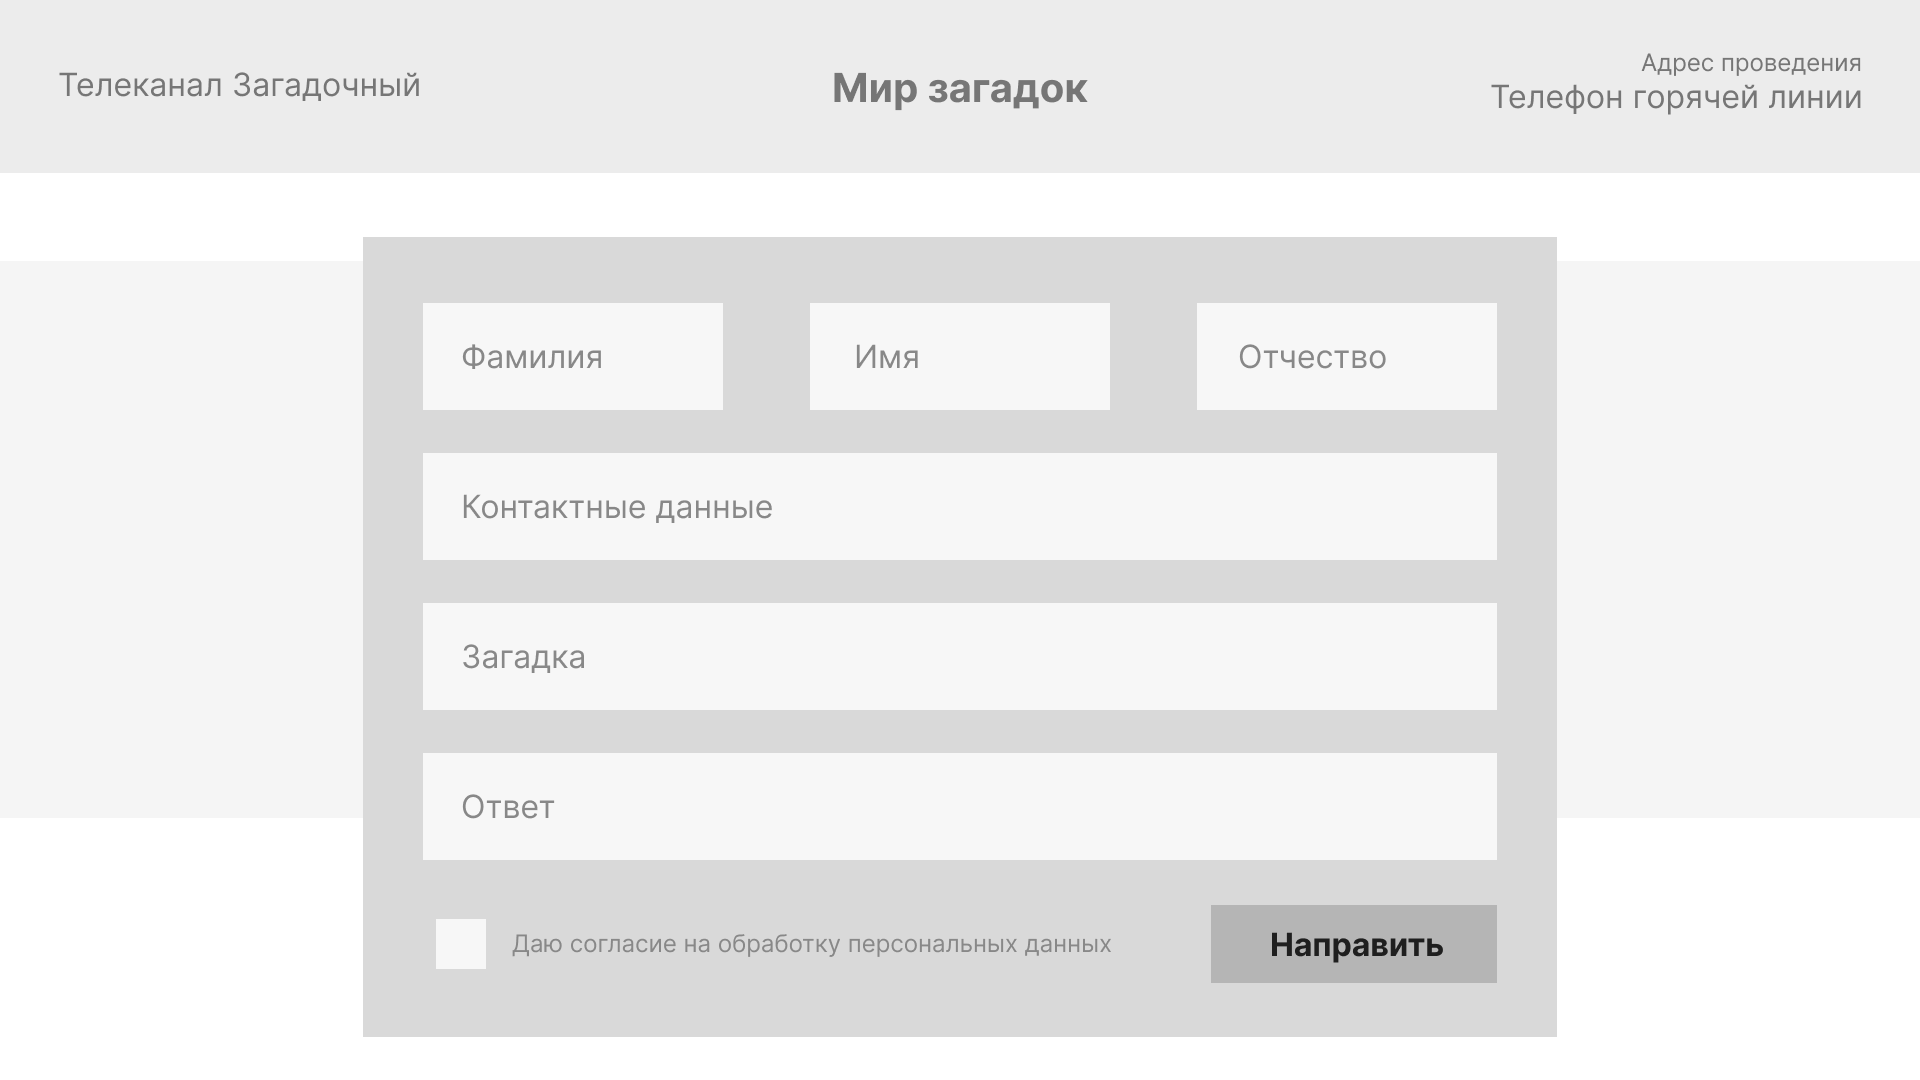 Телеканал Загадочный
Мир загадок
Адрес проведения
Телефон горячей линии
Фамилия
Имя
Отчество
Контактные данные
Загадка
Ответ
Даю согласие на обработку персональных данных
Направить